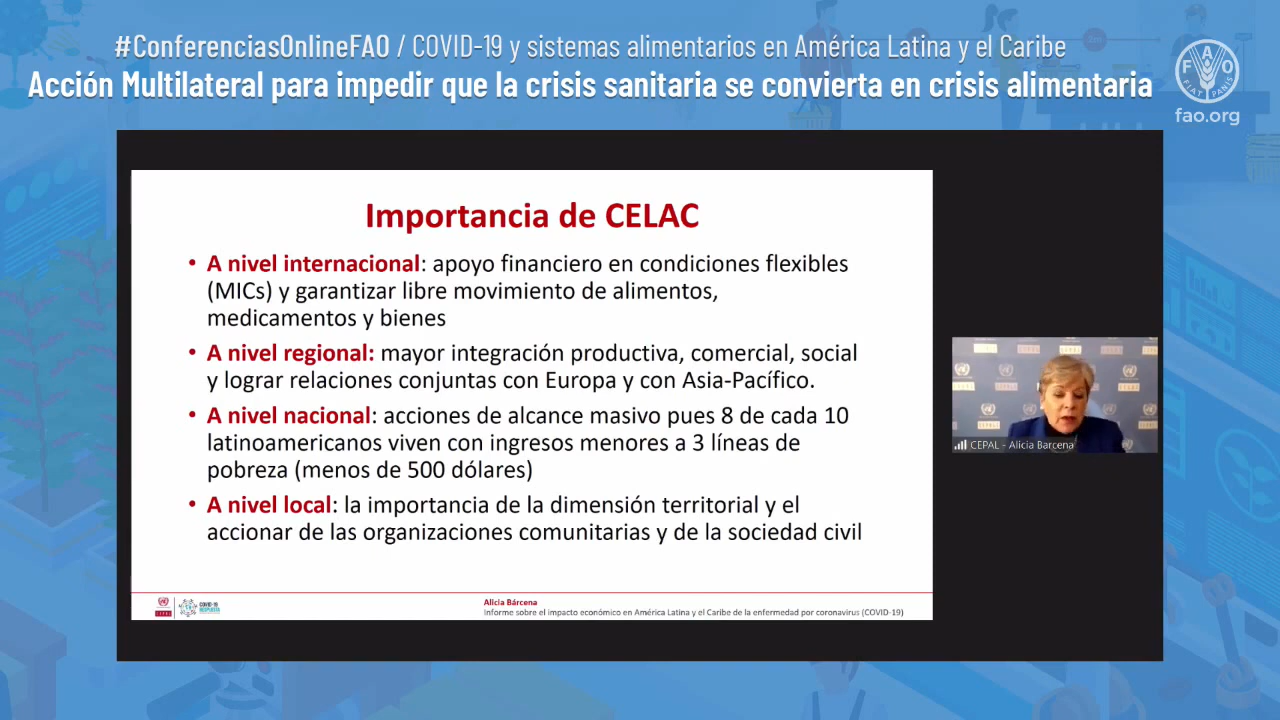 #ConferenciasOnlineFAO / COVID-19 y sistemas alimentarios en América Latina y el Caribe
Acción Multilateral para impedir que la crisis sanitaria se convierta en crisis alimentaria
F A O
FIAT PANIS
fao.org
Importancia de CELAC
• A nivel internacional: apoyo financiero en condiciones flexibles
(MICs) y garantizar libre movimiento de alimentos,
medicamentos y bienes
• A nivel regional: mayor integración productiva, comercial, social
y lograr relaciones conjuntas con Europa y con Asia-Pacífico.
• A nivel nacional: acciones de alcance masivo pues 8 de cada 10
latinoamericanos viven con ingresos menores a 3 líneas de
pobreza (menos de 500 dólares)
• A nivel local: la importancia de la dimensión territorial y el
accionar de las organizaciones comunitarias y de la sociedad civil
CEPAL - Alicia Barcena
COVID-19
RESPUESTA
Alicia Bárcena
Informe sobre el impacto económico en América Latina y el Caribe de la enfermedad por coronavirus (COVID-19)